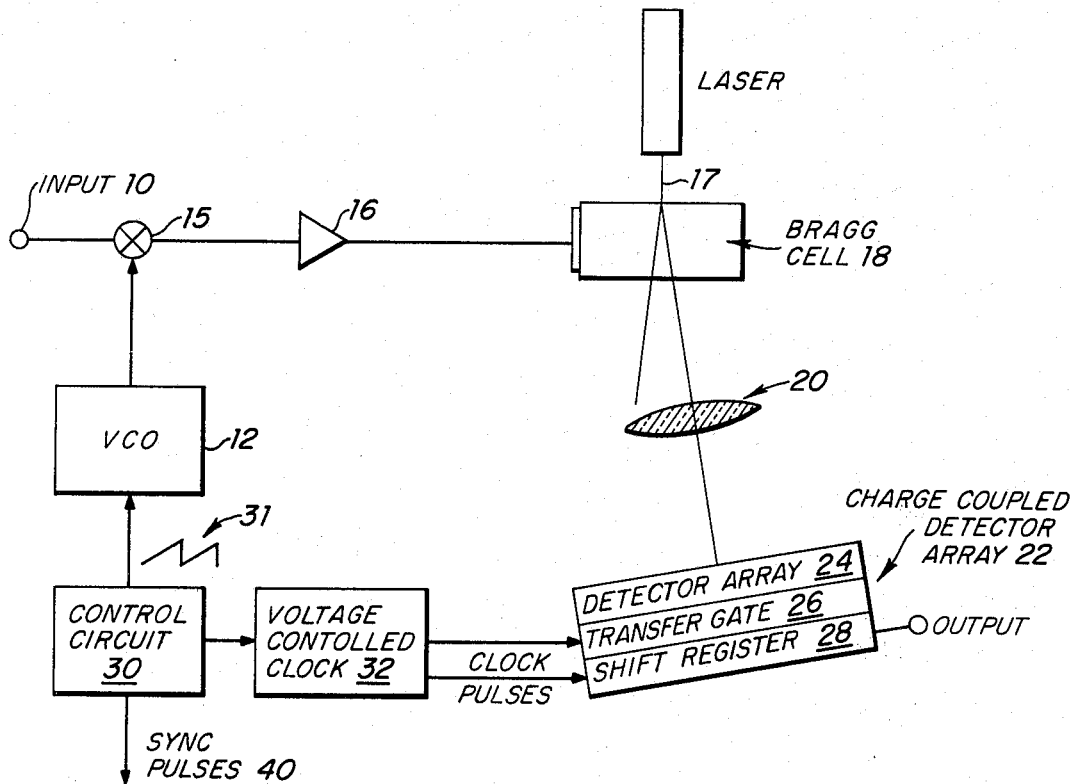 LASER
17
INPUT 10
15
16
BRAGG
CELL 18
20
VCO
12
31
CHARGE COUPLED
DETECTOR
ARRAY 22
CONTROL
CIRCUIT
30
VOLTAGE
CONTOLLED
CLOCK 32
CLOCK
PULSES
DETECTOR ARRAY 24
TRANSFER GATE 26
SHIFT REGISTER 28
OUTPUT
SYNC
PULSES 40